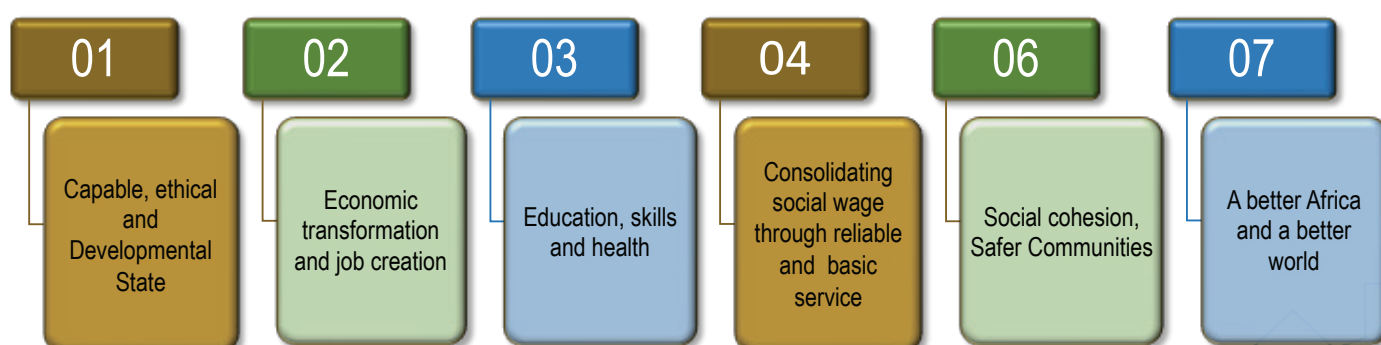 01
Capable, ethical
and
Developmental
State
02
Economic
transformation
and job creation
03
Education, skills
and health
04
Consolidating
social wage
through reliable
and basic
service
06
Social cohesion,
Safer Communities
07
A better Africa
and a better
world